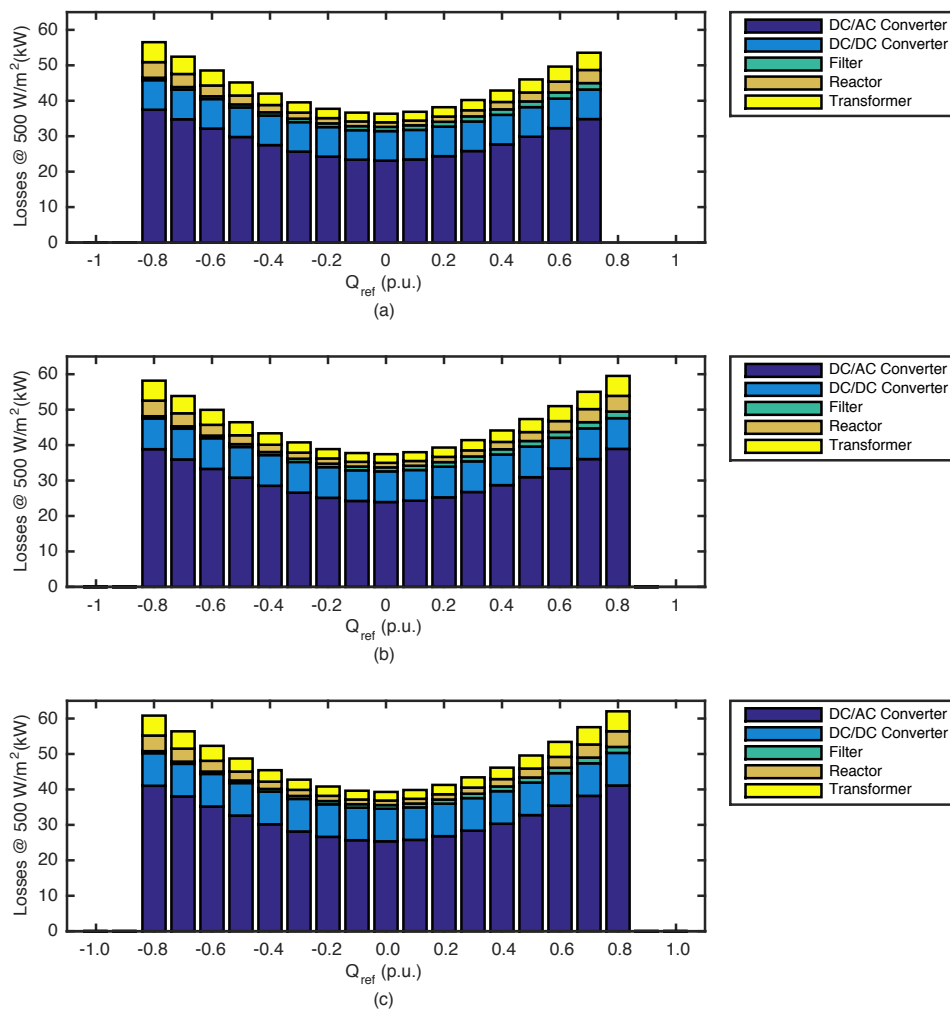 Losses @ 500 W/m²(kW)
60
50
40
30
20
10
0
-1 -0.8 -0.6 -0.4 -0.2 0 0.2 0.4 0.6 0.8 1
Q_ref (p.u.)
(a)
DC/AC Converter
DC/DC Converter
Filter
Reactor
Transformer
Losses @ 500 W/m²(kW)
60
50
40
30
20
10
0
-1 -0.8 -0.6 -0.4 -0.2 0 0.2 0.4 0.6 0.8 1
Q_ref (p.u.)
(b)
DC/AC Converter
DC/DC Converter
Filter
Reactor
Transformer
Losses @ 500 W/m²(kW)
60
50
40
30
20
10
0
-1.0 -0.8 -0.6 -0.4 -0.2 0.0 0.2 0.4 0.6 0.8 1.0
Q_ref (p.u.)
(c)
DC/AC Converter
DC/DC Converter
Filter
Reactor
Transformer